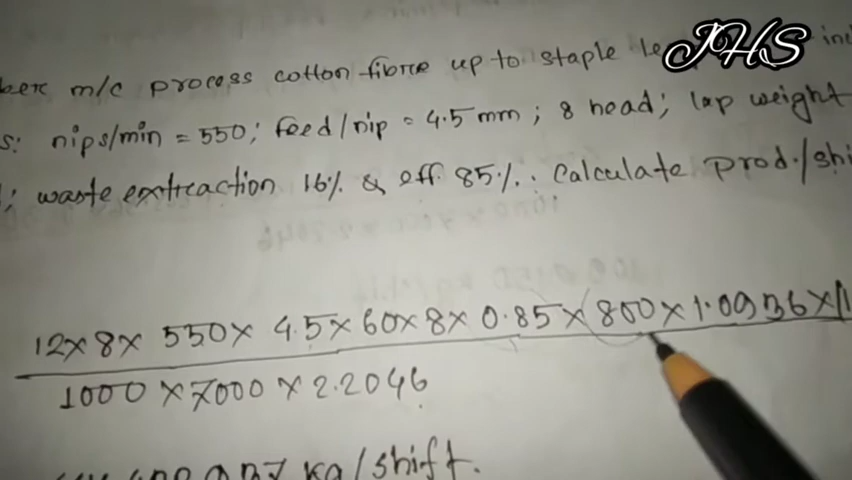 JHS
m/c process cotton fibre up to staple
nips/min = 550; feed/nip = 4.5 mm; 8 head; lap weight
; waste extraction 16% & eff. 85%. Calculate prod./shi
12 x 8 x 550 x 4.5 x 60 x 8 x 0.85 x (800 x 1.0936 x
1000 x 7000 x 2.2046
kg/shift.